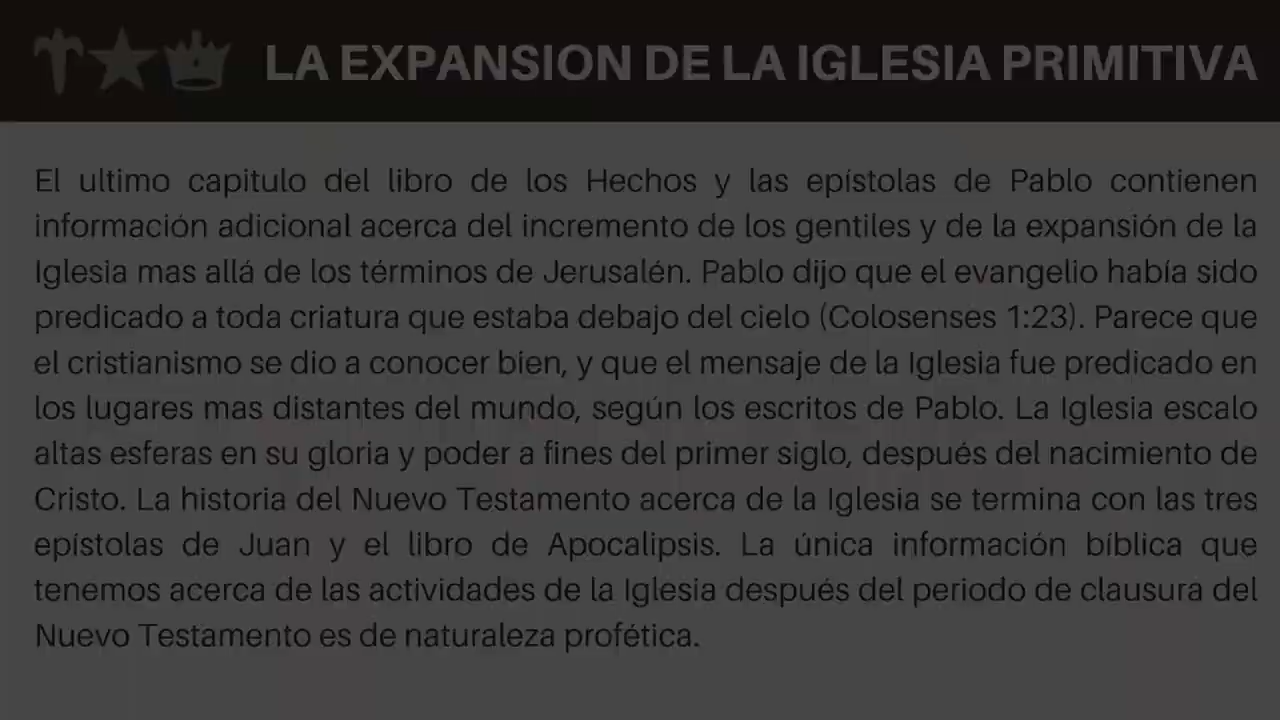 LA EXPANSION DE LA IGLESIA PRIMITIVA
El ultimo capitulo del libro de los Hechos y las epístolas de Pablo contienen
información adicional acerca del incremento de los gentiles y de la expansión de la
Iglesia mas allá de los términos de Jerusalén. Pablo dijo que el evangelio había sido
predicado a toda criatura que estaba debajo del cielo (Colosenses 1:23). Parece que
el cristianismo se dio a conocer bien, y que el mensaje de la Iglesia fue predicado en
los lugares mas distantes del mundo, según los escritos de Pablo. La Iglesia escalo
altas esferas en su gloria y poder a fines del primer siglo, después del nacimiento de
Cristo. La historia del Nuevo Testamento acerca de la Iglesia se termina con las tres
epístolas de Juan y el libro de Apocalipsis. La única información bíblica que
tenemos acerca de las actividades de la Iglesia después del periodo de clausura del
Nuevo Testamento es de naturaleza profética.